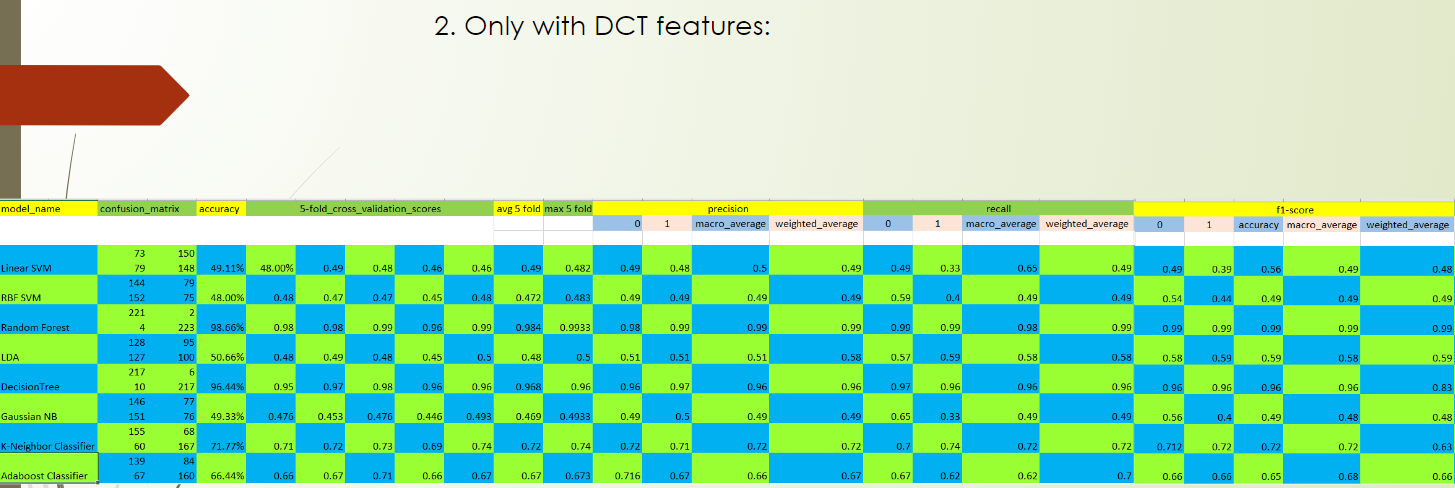 2. Only with DCT features:
model_name confusion_matrix accuracy 5-fold_cross_validation_scores avg 5 fold max 5 fold precision recall f1-score
0 1 macro_average weighted_average 0 1 macro_average weighted_average 0 1 accuracy macro_average weighted_average
73 150
Linear SVM 79 148 49.11% 48.00% 0.49 0.48 0.46 0.46 0.49 0.482 0.49 0.48 0.5 0.49 0.49 0.33 0.65 0.49 0.49 0.39 0.56 0.49 0.48
144 79
RBF SVM 152 75 48.00% 0.48 0.47 0.47 0.45 0.48 0.472 0.483 0.49 0.49 0.49 0.49 0.59 0.4 0.49 0.49 0.54 0.44 0.49 0.49 0.49
221 2
Random Forest 4 223 98.66% 0.98 0.98 0.99 0.96 0.99 0.984 0.9933 0.98 0.99 0.99 0.99 0.99 0.99 0.98 0.99 0.99 0.99 0.99 0.99 0.99
128 95
LDA 127 100 50.66% 0.48 0.49 0.48 0.45 0.5 0.48 0.5 0.51 0.51 0.51 0.58 0.57 0.59 0.58 0.58 0.58 0.59 0.59 0.58 0.59
217 6
DecisionTree 10 217 96.44% 0.95 0.97 0.98 0.96 0.96 0.968 0.96 0.96 0.97 0.96 0.96 0.97 0.96 0.96 0.96 0.96 0.96 0.96 0.96 0.83
146 77
Gaussian NB 151 76 49.33% 0.476 0.453 0.476 0.446 0.493 0.469 0.4933 0.49 0.5 0.49 0.49 0.65 0.33 0.49 0.49 0.56 0.4 0.49 0.48 0.48
155 68
K-Neighbor Classifier 60 167 71.77% 0.71 0.72 0.73 0.69 0.74 0.72 0.74 0.72 0.71 0.72 0.72 0.7 0.74 0.72 0.72 0.712 0.72 0.72 0.72 0.63
139 84
Adaboost Classifier 67 160 66.44% 0.66 0.67 0.71 0.66 0.67 0.67 0.673 0.716 0.67 0.66 0.67 0.67 0.62 0.62 0.7 0.66 0.66 0.65 0.68 0.66